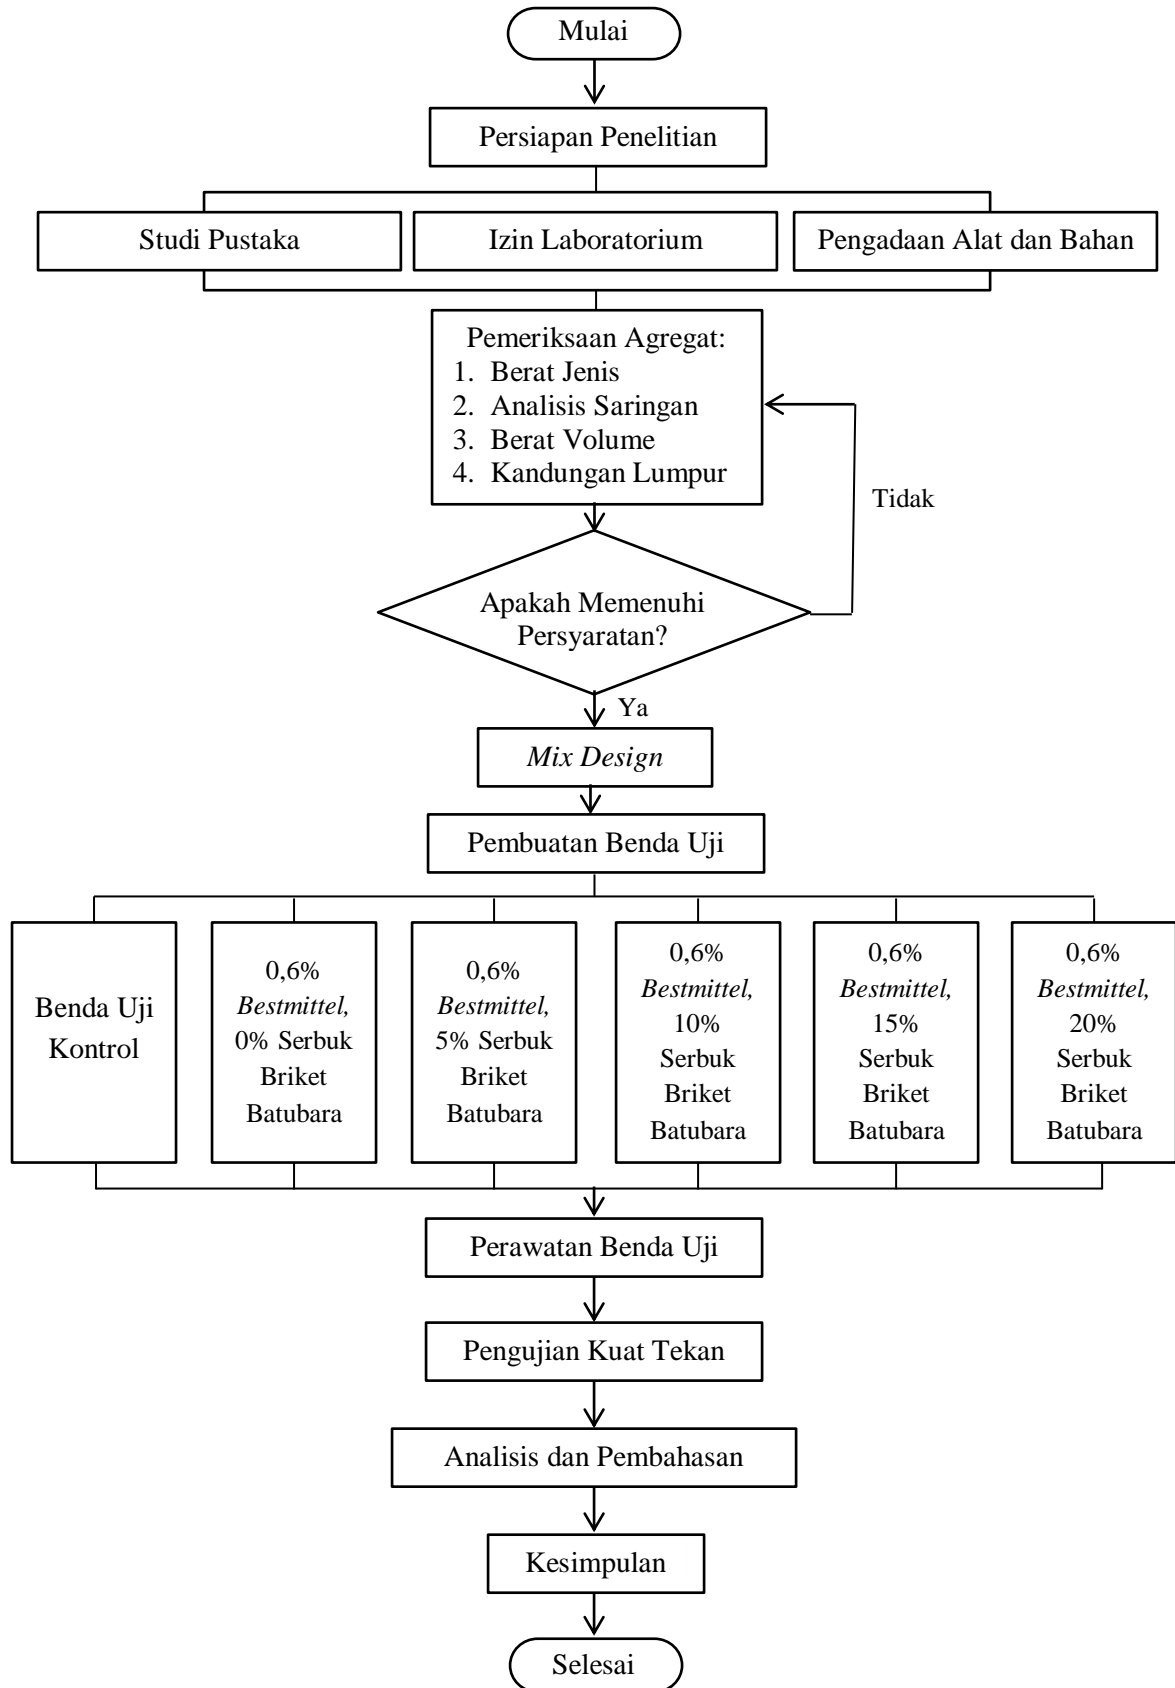 Mulai
Persiapan Penelitian
Studi Pustaka
Izin Laboratorium
Pengadaan Alat dan Bahan
Pemeriksaan Agregat:
1. Berat Jenis
2. Analisis Saringan
3. Berat Volume
4. Kandungan Lumpur
Tidak
Apakah Memenuhi
Persyaratan?
Ya
Mix Design
Pembuatan Benda Uji
Benda Uji
Kontrol
0,6%
Bestmittel,
0% Serbuk
Briket
Batubara
0,6%
Bestmittel,
5% Serbuk
Briket
Batubara
0,6%
Bestmittel,
10%
Serbuk
Briket
Batubara
0,6%
Bestmittel,
15%
Serbuk
Briket
Batubara
0,6%
Bestmittel,
20%
Serbuk
Briket
Batubara
Perawatan Benda Uji
Pengujian Kuat Tekan
Analisis dan Pembahasan
Kesimpulan
Selesai